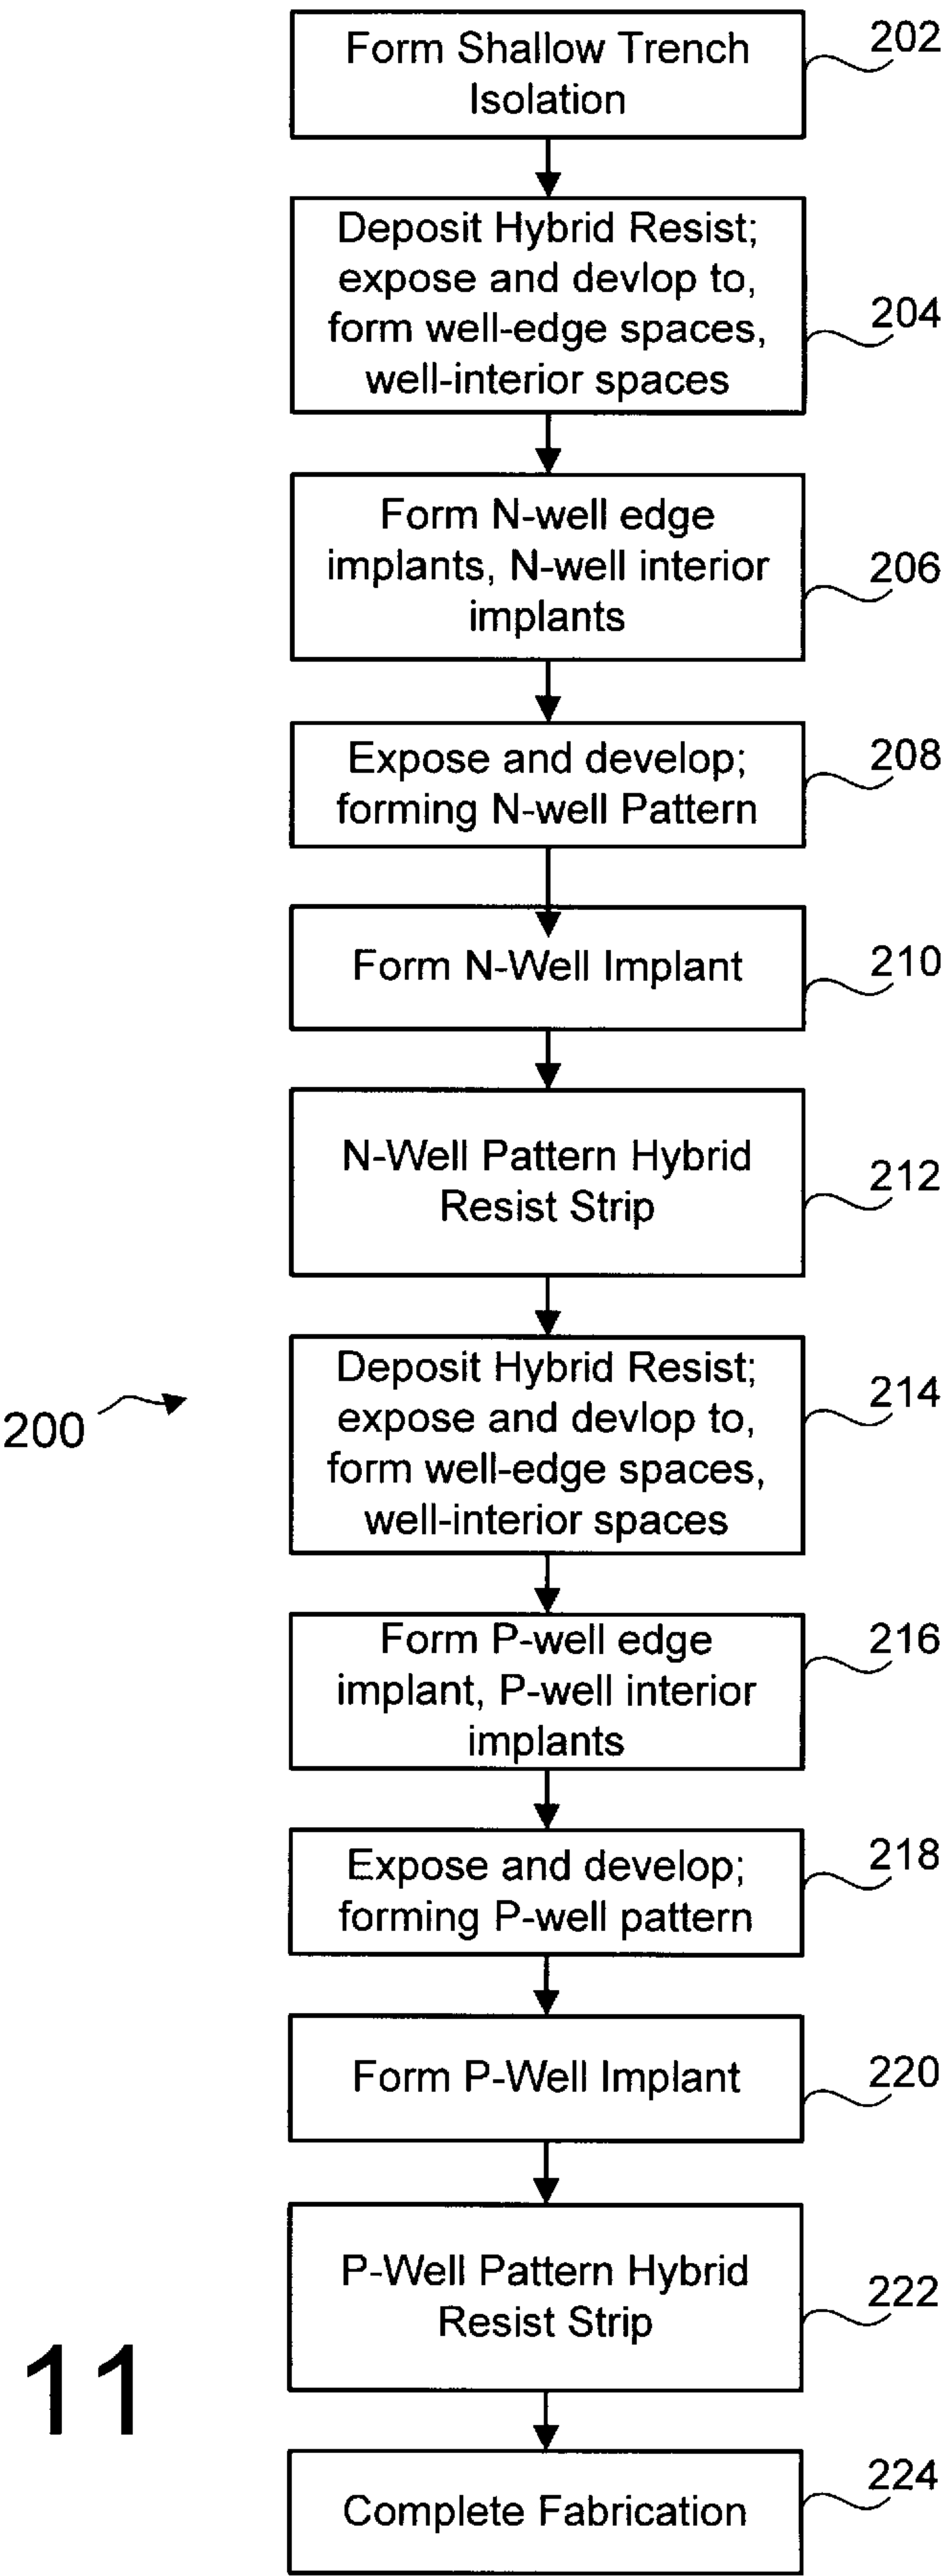 Form Shallow Trench
Isolation
202
Deposit Hybrid Resist;
expose and devlop to,
form well-edge spaces,
well-interior spaces
204
Form N-well edge
implants, N-well interior
implants
206
Expose and develop;
forming N-well Pattern
208
Form N-Well Implant
210
N-Well Pattern Hybrid
Resist Strip
212
200
Deposit Hybrid Resist;
expose and devlop to,
form well-edge spaces,
well-interior spaces
214
Form P-well edge
implant, P-well interior
implants
216
Expose and develop;
forming P-well pattern
218
Form P-Well Implant
220
P-Well Pattern Hybrid
Resist Strip
222
11
Complete Fabrication
224